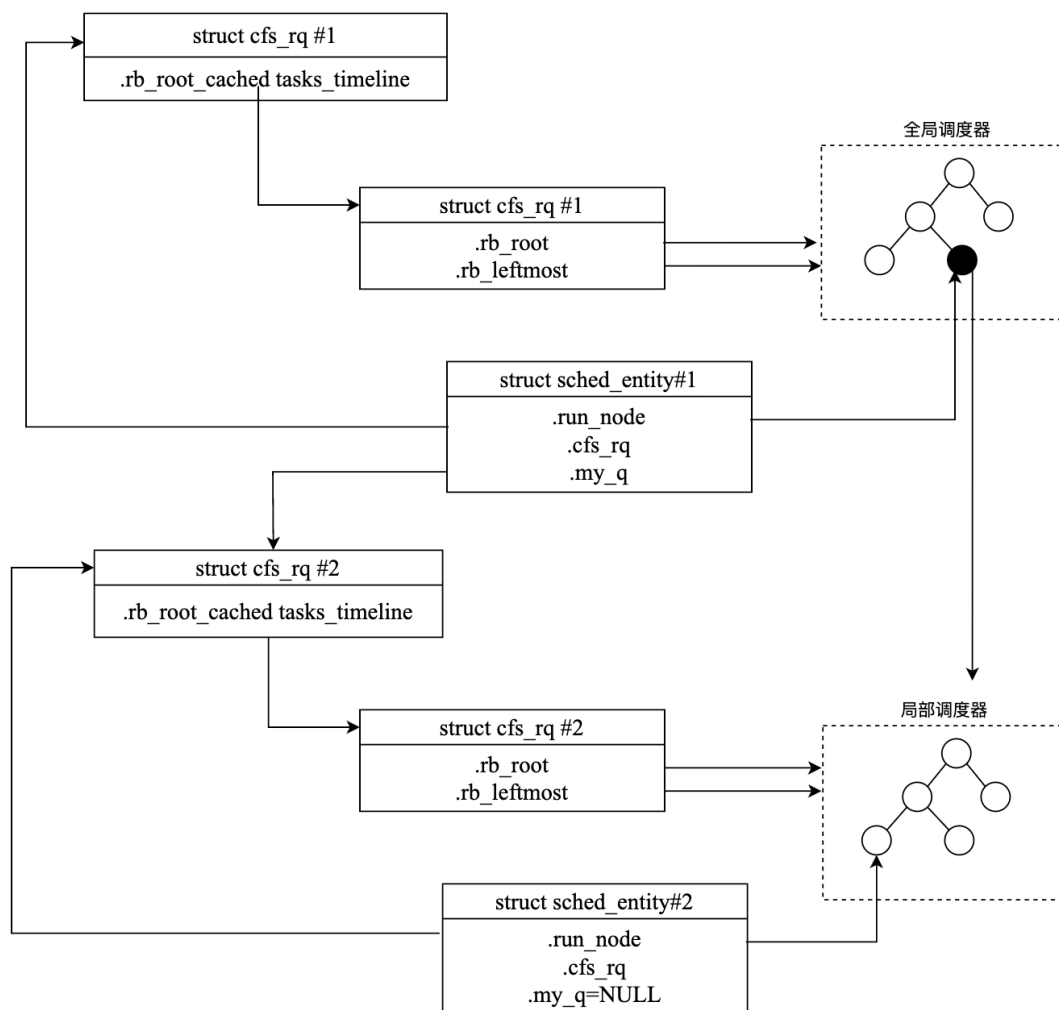 struct cfs_rq #1
.rb_root_cached tasks_timeline
全局调度器
struct cfs_rq #1
.rb_root
.rb_leftmost
struct sched_entity#1
.run_node
.cfs_rq
.my_q
struct cfs_rq #2
.rb_root_cached tasks_timeline
局部调度器
struct cfs_rq #2
.rb_root
.rb_leftmost
struct sched_entity#2
.run_node
.cfs_rq
.my_q=NULL